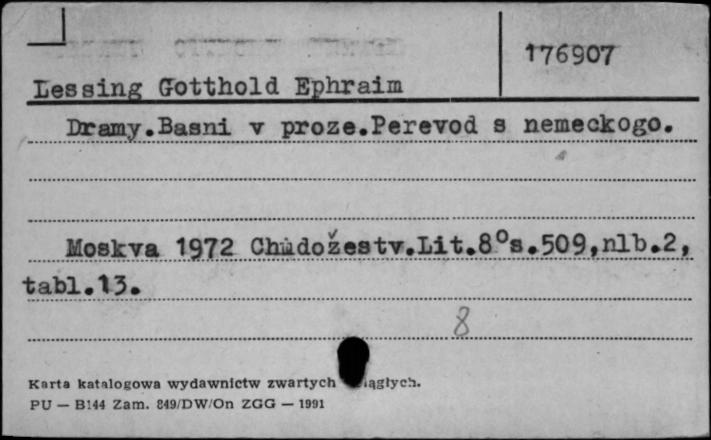 176907
Lessing Gotthold Ephraim
Dramy.Basni v proze.Perevod s nemeckogo.
Moskva 1972 Chudožestv.Lit.8°s.509,nlb.2,
tabl.13.
8
Karta katalogowa wydawnictw zwartych
PU — B144 Zam. 849/DW/On ZGG — 1991